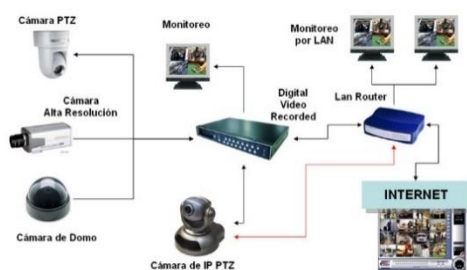 Cámara PTZ
Monitoreo
Monitoreo
por LAN
Cámara
Alta Resolución
Digital
Video
Recorded
Lan Router
INTERNET
Cámara de Domo
Cámara de IP PTZ